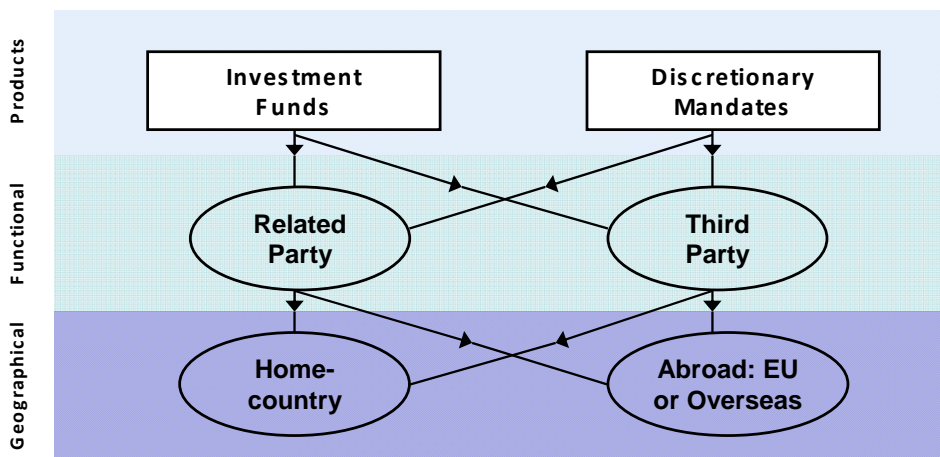 Products
Investment
Funds
Discretionary
Mandates
Functional
Related
Party
Third
Party
Geographical
Home-
country
Abroad: EU
or Overseas